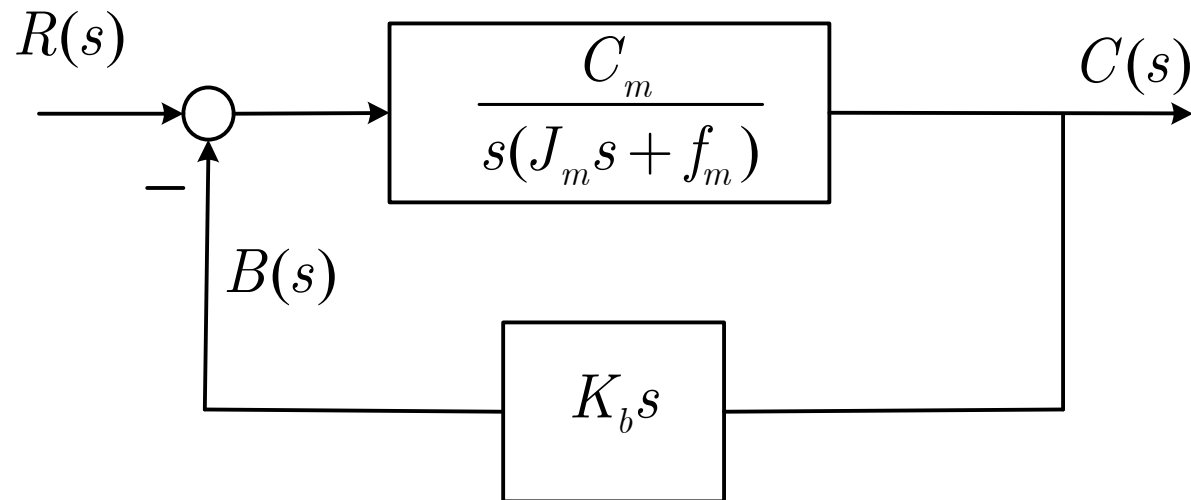 R(s)
C_m
C(s)
s(J_m s + f_m)
−
B(s)
K_b s